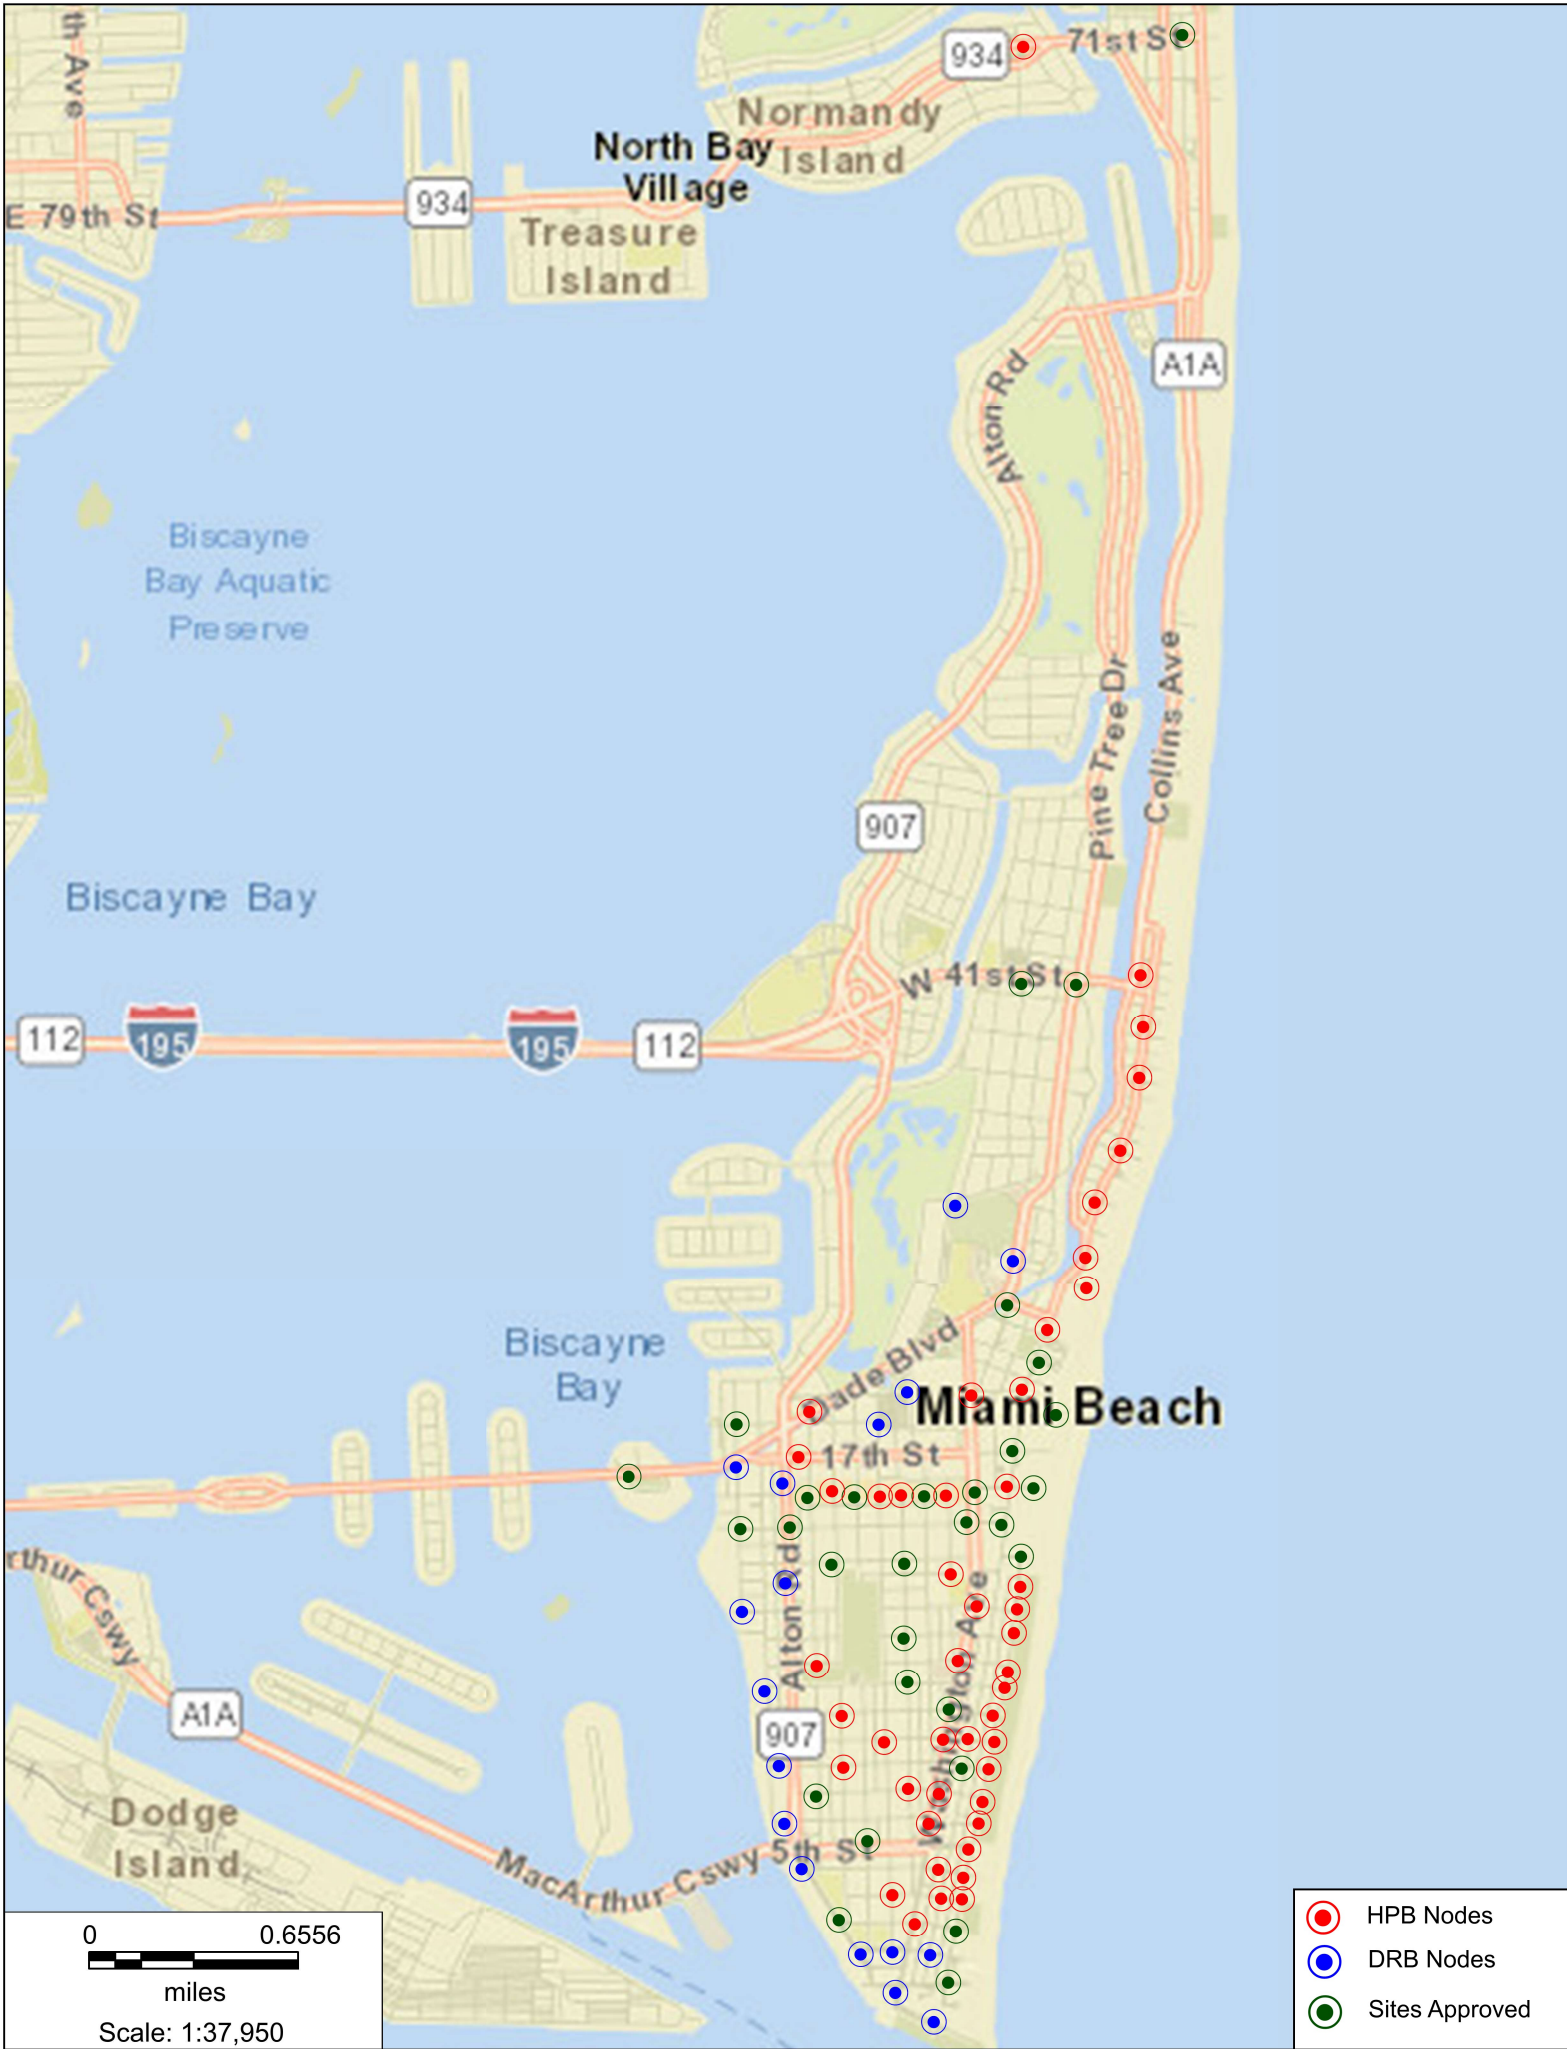 th Ave
934
71st St
Normandy
Island
North Bay
Village
934
E 79th St
Treasure
Island
A1A
Alton Rd
Biscayne
Bay Aquatic
Preserve
Pine Tree Dr
Collins Ave
907
Biscayne Bay
W 41st St
112
195
195
112
Biscayne
Bay
Dade Blvd
Miami Beach
17th St
rthur Cswy
Alton Rd
Washington Ave
A1A
907
Dodge
Island
MacArthur Cswy 5th St
HPB Nodes
DRB Nodes
Sites Approved
0 0.6556
miles
Scale: 1:37,950